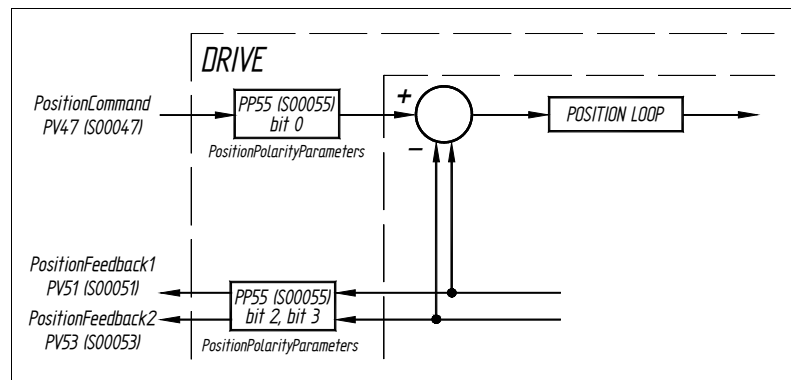 DRIVE
PositionCommand
PV47 (S00047)
PP55 (S00055)
bit 0
PositionPolarityParameters
+
−
POSITION LOOP
PositionFeedback1
PV51 (S00051)
PositionFeedback2
PV53 (S00053)
PP55 (S00055)
bit 2, bit 3
PositionPolarityParameters